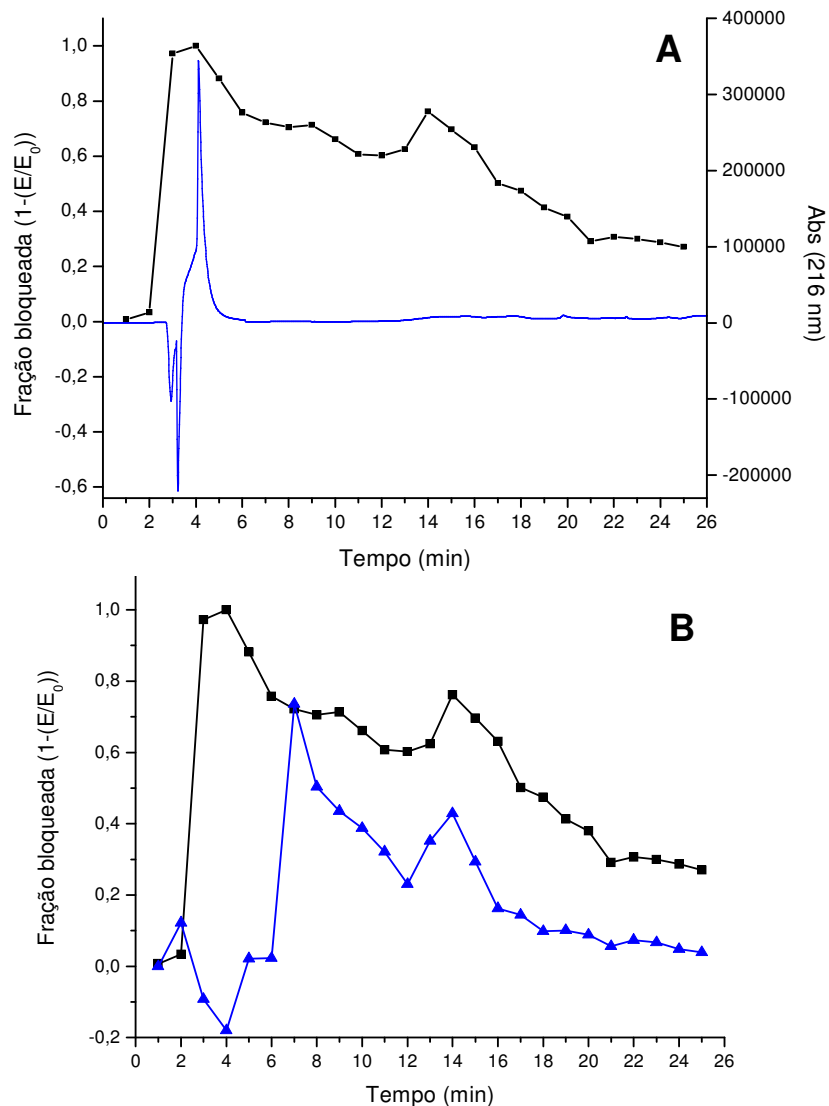 A
Fração bloqueada (1-(E/E0))
1,0
0,8
0,6
0,4
0,2
0,0
-0,2
-0,4
-0,6
400000
300000
200000
100000
0
-100000
-200000
Abs (216 nm)
0 2 4 6 8 10 12 14 16 18 20 22 24 26
Tempo (min)
B
Fração bloqueada (1-(E/E0))
1,0
0,8
0,6
0,4
0,2
0,0
-0,2
0 2 4 6 8 10 12 14 16 18 20 22 24 26
Tempo (min)